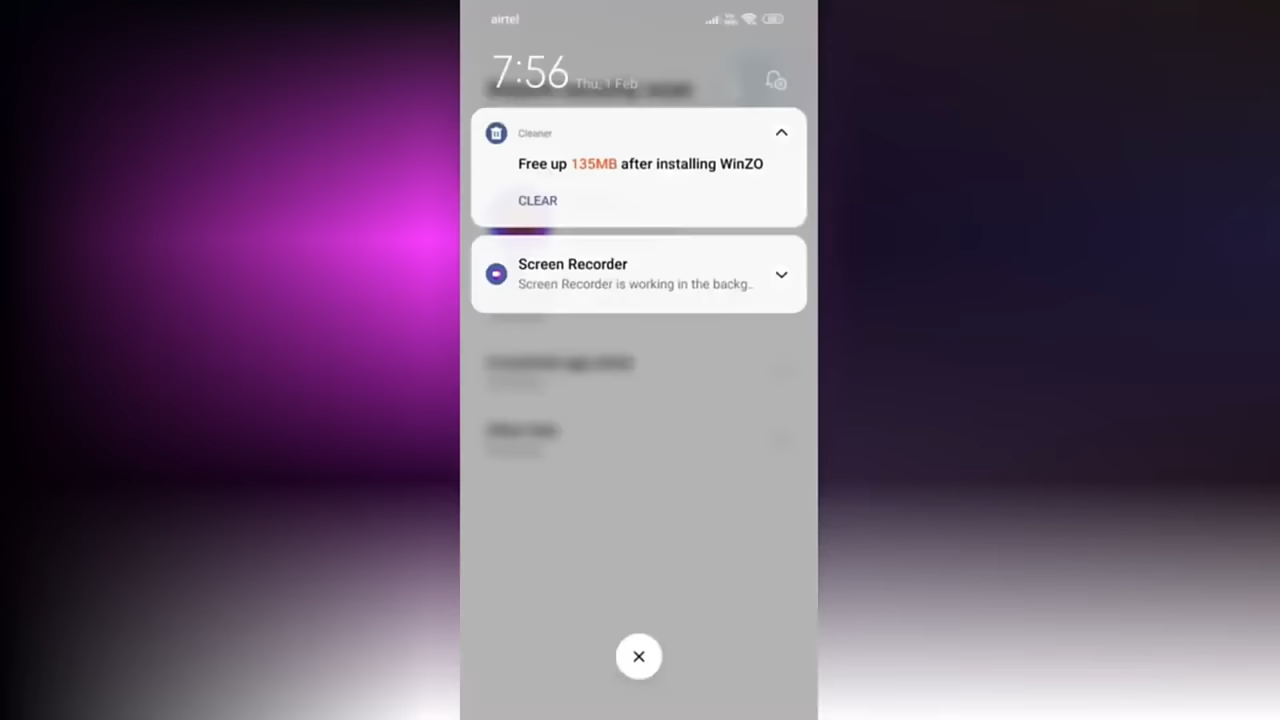 airtel
7:56 Thu, 1 Feb
Cleaner
Free up 135MB after installing WinZO
CLEAR
Screen Recorder
Screen Recorder is working in the backg..